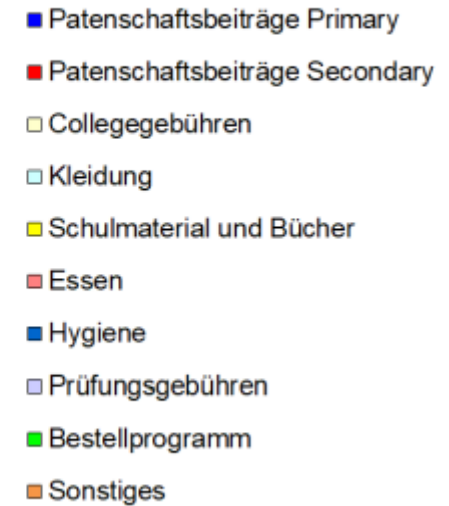 Patenschaftsbeiträge Primary
Patenschaftsbeiträge Secondary
Collegegebühren
Kleidung
Schulmaterial und Bücher
Essen
Hygiene
Prüfungsgebühren
Bestellprogramm
Sonstiges